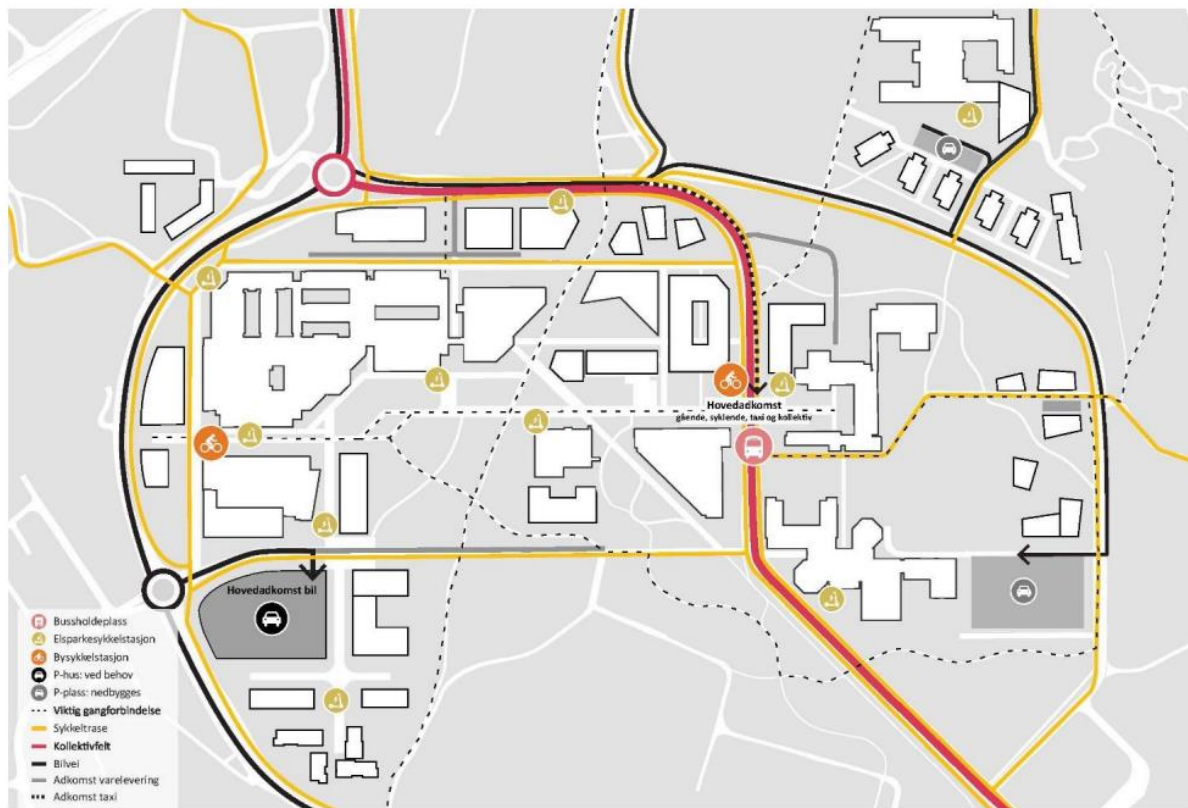 Hovedadkomst
gående, syklende, taxi og kollektiv
Hovedadkomst bil
Bussholdeplass
Elsparkesykkelstasjon
Bysykkelstasjon
P-hus: ved behov
P-plass: nedbygges
Viktig gangforbindelse
Sykkeltrase
Kollektivfelt
Bilvei
Adkomst varelevering
Adkomst taxi